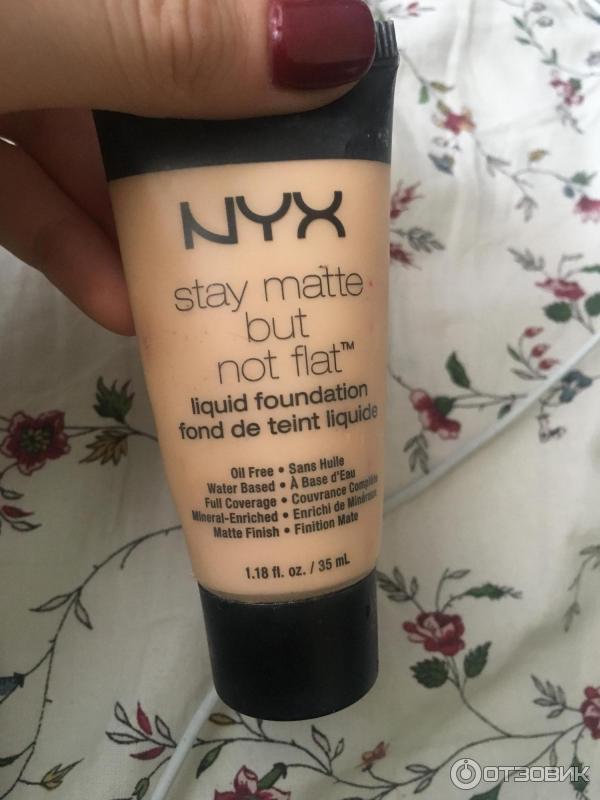 NYX
stay matte
but
not flat™
liquid foundation
fond de teint liquide
Oil Free • Sans Huile
Water Based • À Base d'Eau
Full Coverage • Couvrance Complète
Mineral-Enriched • Enrichi de Minéraux
Matte Finish • Finition Mate
1.18 fl. oz. / 35 mL
ОТЗОВИК